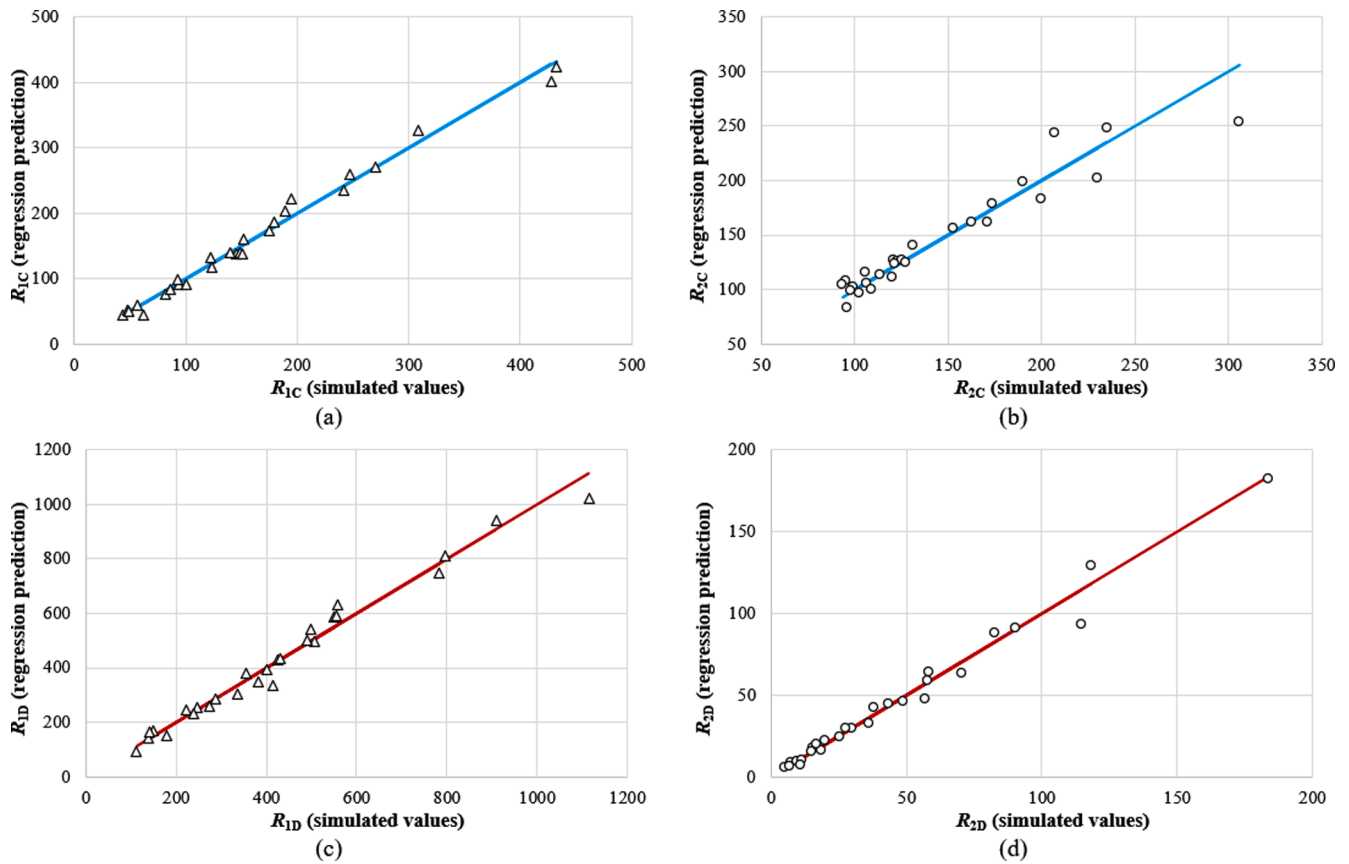 500
400
300
200
100
0
R1C (regression prediction)
0 100 200 300 400 500
R1C (simulated values)
(a)
350
300
250
200
150
100
50
R2C (regression prediction)
50 100 150 200 250 300 350
R2C (simulated values)
(b)
1200
1000
800
600
400
200
0
R1D (regression prediction)
0 200 400 600 800 1000 1200
R1D (simulated values)
(c)
200
150
100
50
0
R2D (regression prediction)
0 50 100 150 200
R2D (simulated values)
(d)